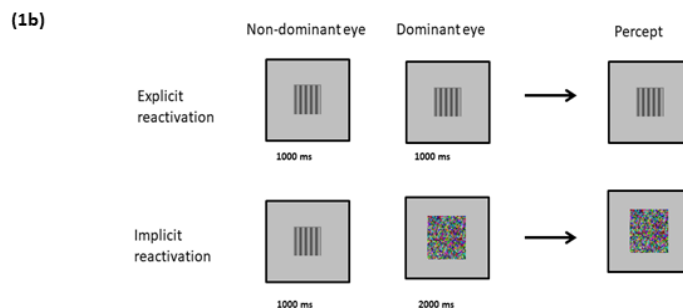 (1b)
Non-dominant eye Dominant eye Percept
Explicit
reactivation
1000 ms 1000 ms
Implicit
reactivation
1000 ms 2000 ms